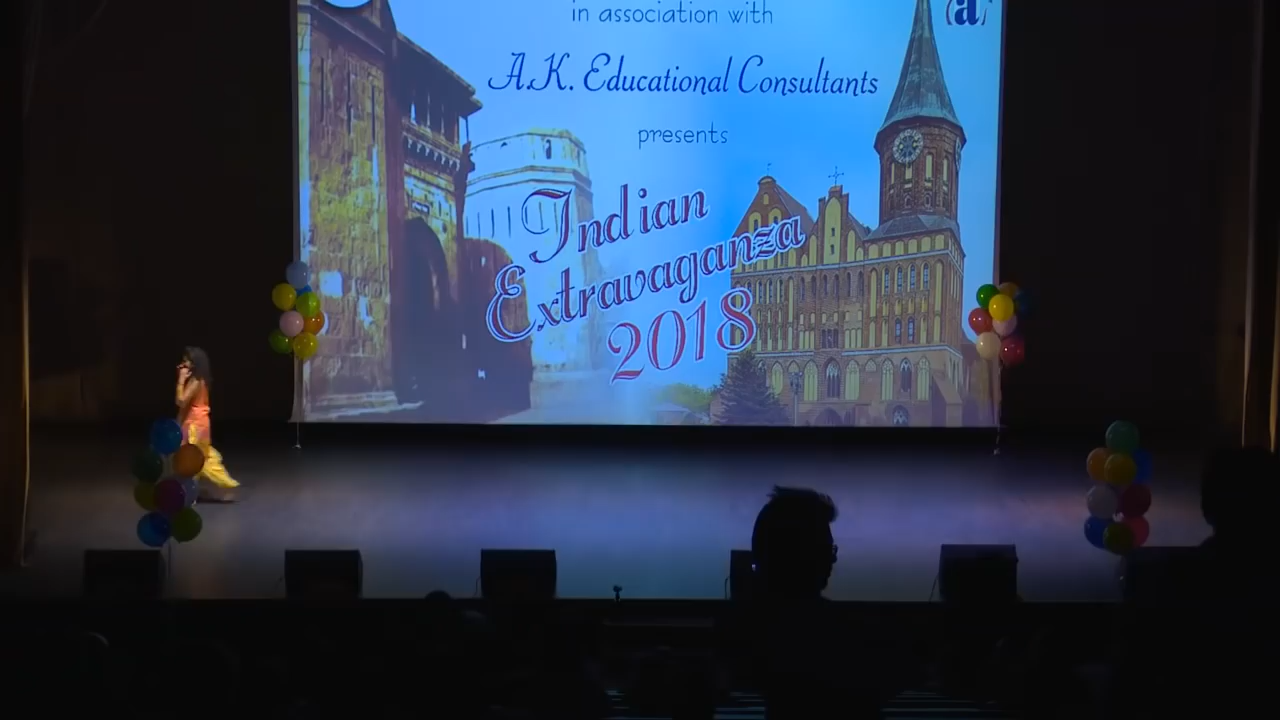 in association with
(a)
A.K. Educational Consultants
presents
Indian
Extravaganza
2018